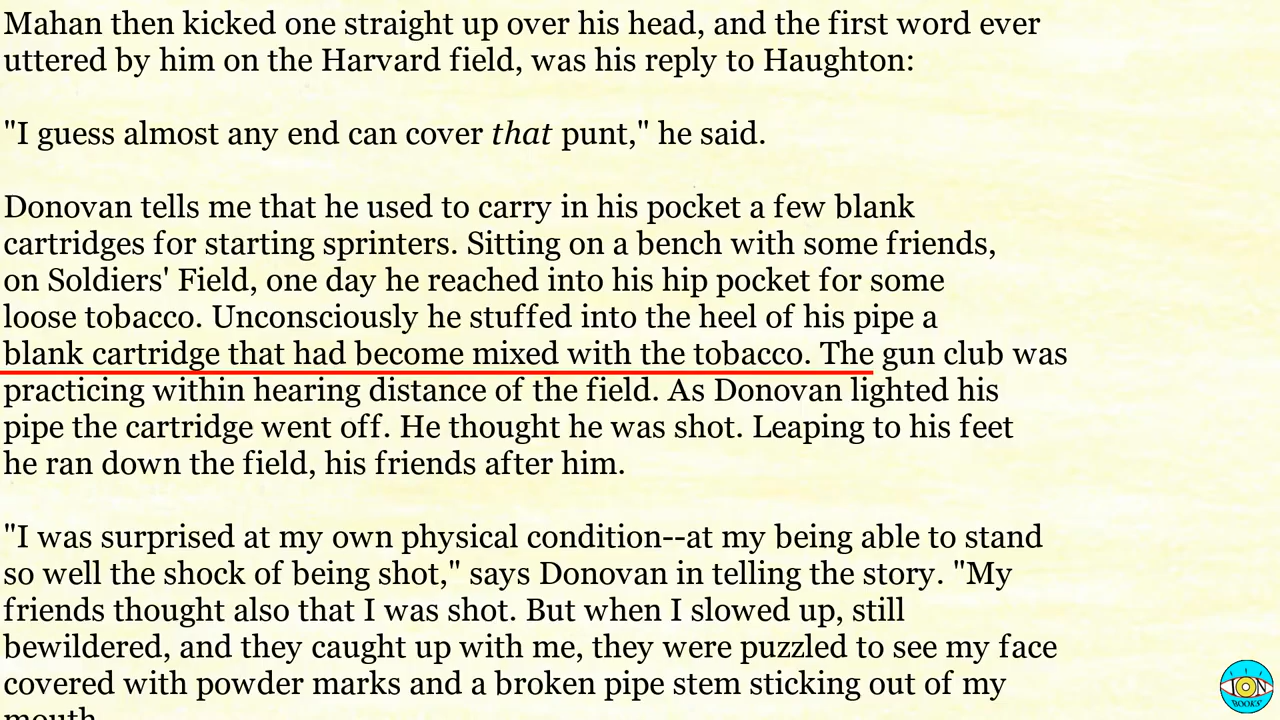 Mahan then kicked one straight up over his head, and the first word ever
uttered by him on the Harvard field, was his reply to Haughton:
"I guess almost any end can cover that punt," he said.
Donovan tells me that he used to carry in his pocket a few blank
cartridges for starting sprinters. Sitting on a bench with some friends,
on Soldiers' Field, one day he reached into his hip pocket for some
loose tobacco. Unconsciously he stuffed into the heel of his pipe a
blank cartridge that had become mixed with the tobacco. The gun club was
practicing within hearing distance of the field. As Donovan lighted his
pipe the cartridge went off. He thought he was shot. Leaping to his feet
he ran down the field, his friends after him.
"I was surprised at my own physical condition--at my being able to stand
so well the shock of being shot," says Donovan in telling the story. "My
friends thought also that I was shot. But when I slowed up, still
bewildered, and they caught up with me, they were puzzled to see my face
covered with powder marks and a broken pipe stem sticking out of my
mouth.
ION
BOOKS